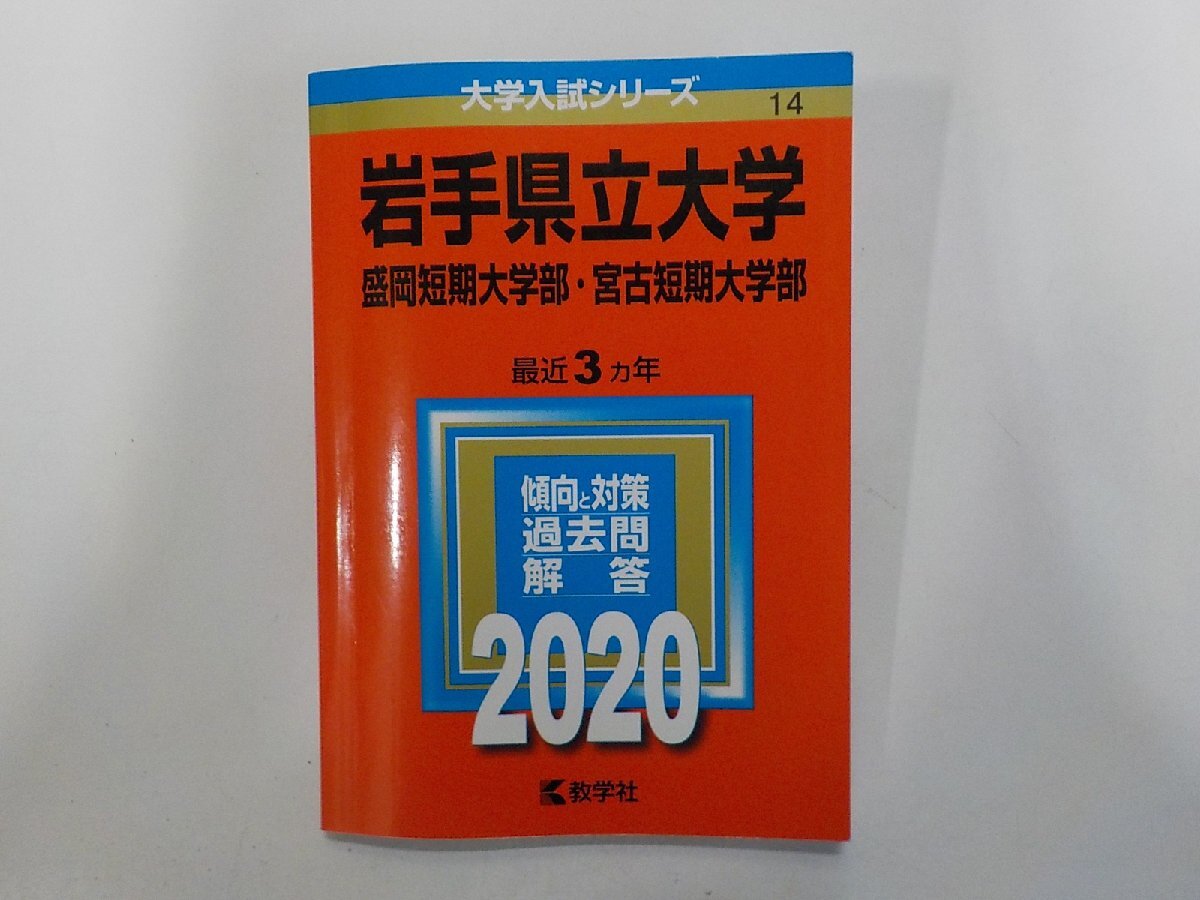 大学入試シリーズ
14
岩手県立大学
盛岡短期大学部・宮古短期大学部
最近3ヵ年
傾向と対策
過去問
解答
2020
教学社